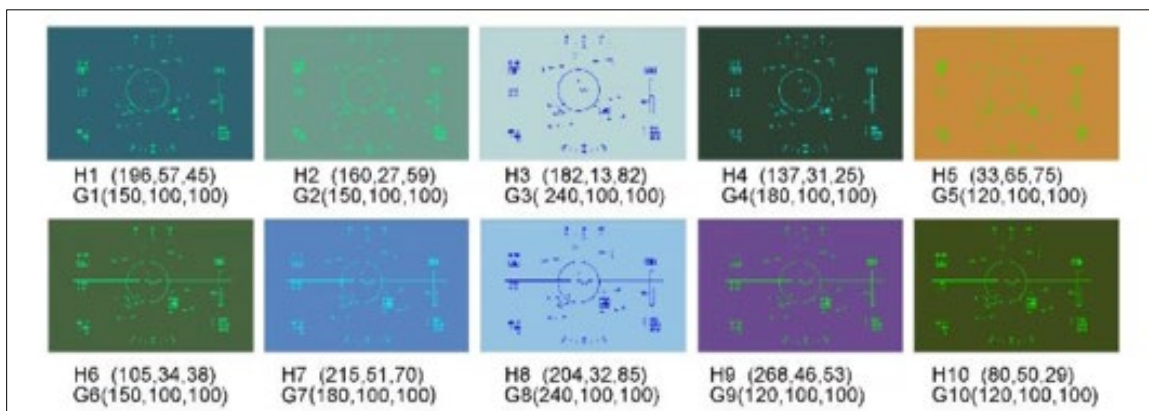 H1 (196,57,45) H2 (160,27,59) H3 (182,13,82) H4 (137,31,25) H5 (33,65,75)
G1(150,100,100) G2(150,100,100) G3( 240,100,100) G4(180,100,100) G5(120,100,100)
H6 (105,34,38) H7 (215,51,70) H8 (204,32,85) H9 (268,46,53) H10 (80,50,29)
G6(150,100,100) G7(180,100,100) G8(240,100,100) G9(120,100,100) G10(120,100,100)